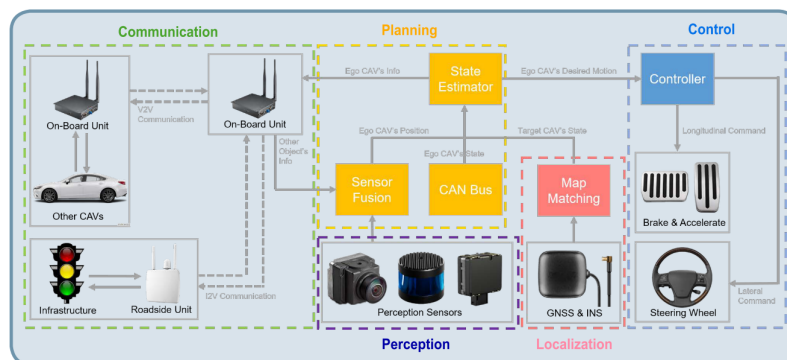 Communication
Planning
Control
Ego CAV's Info
State
Estimator
Ego CAV's Desired Motion
Controller
V2V
Communication
On-Board Unit
On-Board Unit
Other
Object's
Info
Ego CAV's Position
Target CAV's State
Longitudinal Command
Ego CAV's State
Sensor
Fusion
CAN Bus
Map
Matching
Other CAVs
Brake & Accelerate
I2V Communication
Infrastructure
Roadside Unit
Perception Sensors
GNSS & INS
Steering Wheel
Lateral
Command
Perception
Localization